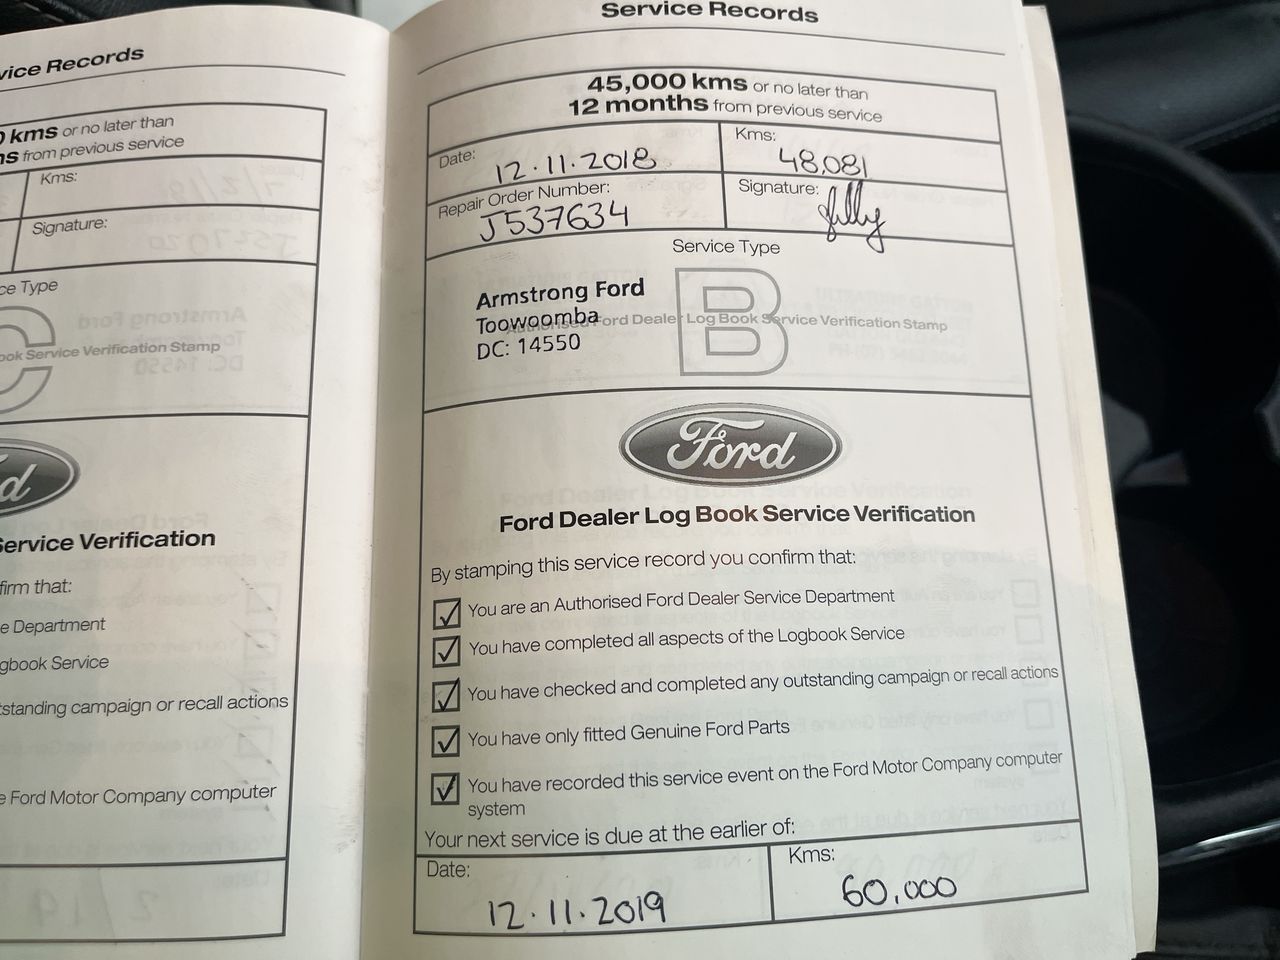 vice Records
kms or no later than
from previous service
Kms:
Signature:
ce Type
C
ook Service Verification Stamp
Service Verification
firm that:
e Department
gbook Service
tstanding campaign or recall actions
e Ford Motor Company computer
Service Records
45,000 kms or no later than
12 months from previous service
Date: 12.11.2018
Kms: 48,081
Repair Order Number: J537634
Signature:
Service Type
B
Armstrong Ford
Toowoomba
DC: 14550
Authorised Ford Dealer Log Book Service Verification Stamp
Ford
Ford Dealer Log Book Service Verification
By stamping this service record you confirm that:
You are an Authorised Ford Dealer Service Department
You have completed all aspects of the Logbook Service
You have checked and completed any outstanding campaign or recall actions
You have only fitted Genuine Ford Parts
You have recorded this service event on the Ford Motor Company computer
system
Your next service is due at the earlier of:
Date: 12.11.2019
Kms: 60,000